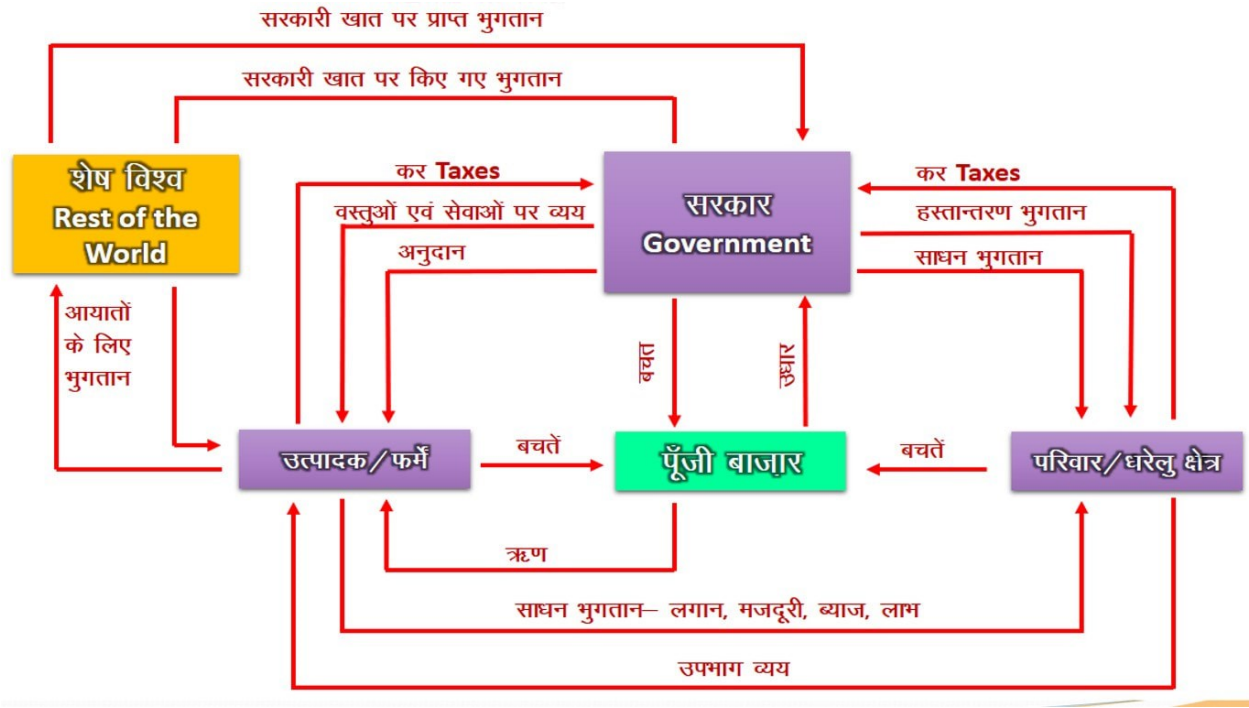 सरकारी खात पर प्राप्त भुगतान
सरकारी खात पर किए गए भुगतान
शेष विश्व
Rest of the
World
कर Taxes
वस्तुओं एवं सेवाओं पर व्यय
अनुदान
सरकार
Government
कर Taxes
हस्तान्तरण भुगतान
साधन भुगतान
आयातों
के लिए
भुगतान
बचत
उधार
उत्पादक/फर्में
बचतें
पूँजी बाज़ार
बचतें
परिवार/धरेलु क्षेत्र
ऋण
साधन भुगतान– लगान, मजदूरी, ब्याज, लाभ
उपभाग व्यय